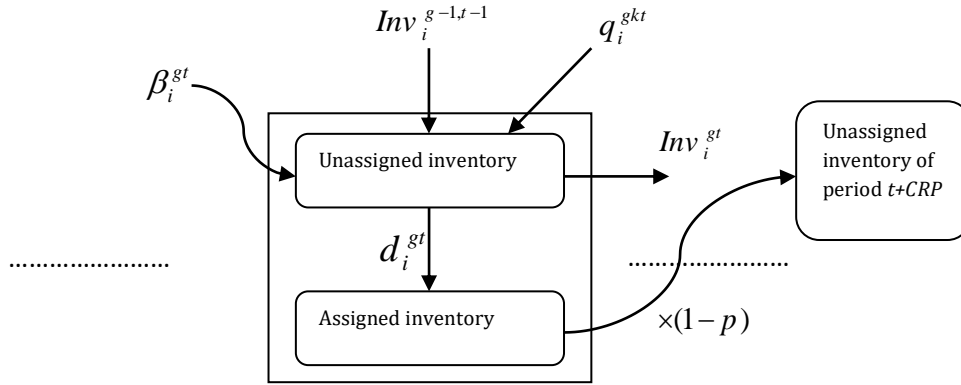 Inv_i^{g-1,t-1}
q_i^{gkt}
β_i^{gt}
Unassigned inventory
Inv_i^{gt}
Unassigned
inventory of
period t+CRP
d_i^{gt}
........................
........................
Assigned inventory
×(1−p)